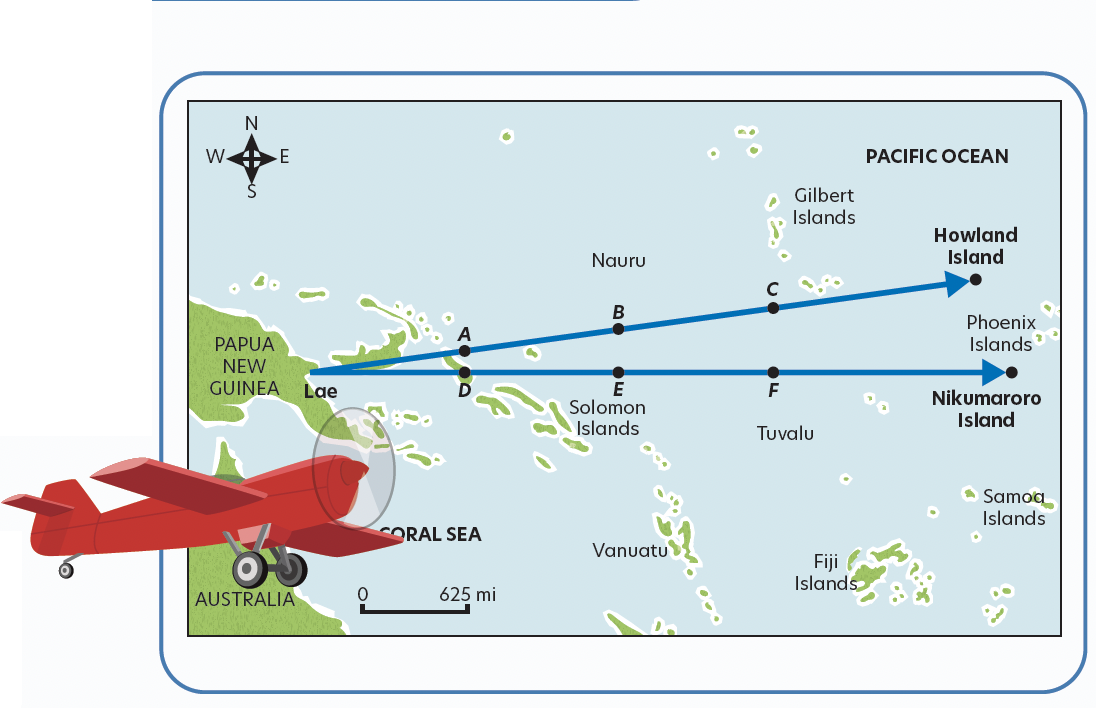 N
W
E
S
PACIFIC OCEAN
Gilbert
Islands
Howland
Island
Nauru
C
B
A
Phoenix
Islands
PAPUA
NEW
GUINEA
Lae
D
E
F
Nikumaroro
Island
Solomon
Islands
Tuvalu
Samoa
Islands
CORAL SEA
Vanuatu
Fiji
Islands
0
625 mi
AUSTRALIA